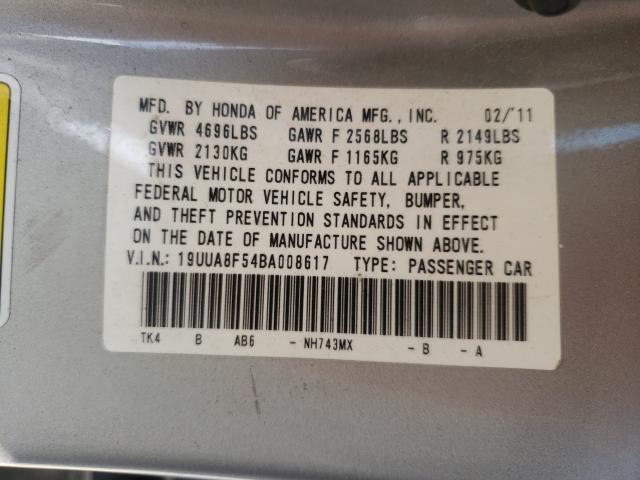 MFD. BY HONDA OF AMERICA MFG., INC. 02/'11
GVWR 4696LBS GAWR F 2568LBS R 2149LBS
GVWR 2130KG GAWR F 1165KG R 975KG
THIS VEHICLE CONFORMS TO ALL APPLICABLE
FEDERAL MOTOR VEHICLE SAFETY, BUMPER,
AND THEFT PREVENTION STANDARDS IN EFFECT
ON THE DATE OF MANUFACTURE SHOWN ABOVE.
V.I.N.: 19UUA8F54BA008617 TYPE: PASSENGER CAR
TK4 B AB6 - NH743MX - B - A